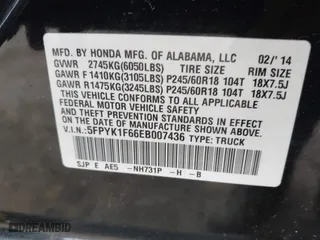 MFD. BY HONDA MFG. OF ALABAMA, LLC 02/'14
GVWR 2745KG(6050LBS) TIRE SIZE RIM SIZE
GAWR F1410KG(3105LBS) P245/60R18 104T 18X7.5J
GAWR R1475KG(3245LBS) P245/60R18 104T 18X7.5J
THIS VEHICLE CONFORMS TO ALL APPLICABLE FEDERAL MOTOR
VEHICLE SAFETY AND THEFT PREVENTION STANDARDS IN
EFFECT ON THE DATE OF MANUFACTURE SHOWN ABOVE.
V.I.N.:5FPYK1F66EB007436 TYPE:TRUCK
SJP E AE5 -NH731P -H -B
DREAMBID